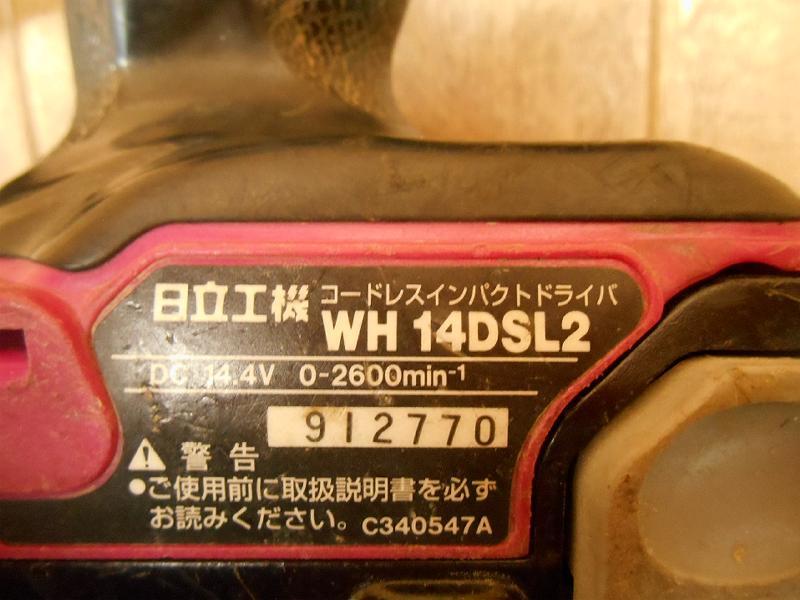 日立工機 コードレスインパクトドライバ
WH 14DSL2
DC 14.4V 0-2600min-1
912770
警告
●ご使用前に取扱説明書を必ず
お読みください。 C340547A